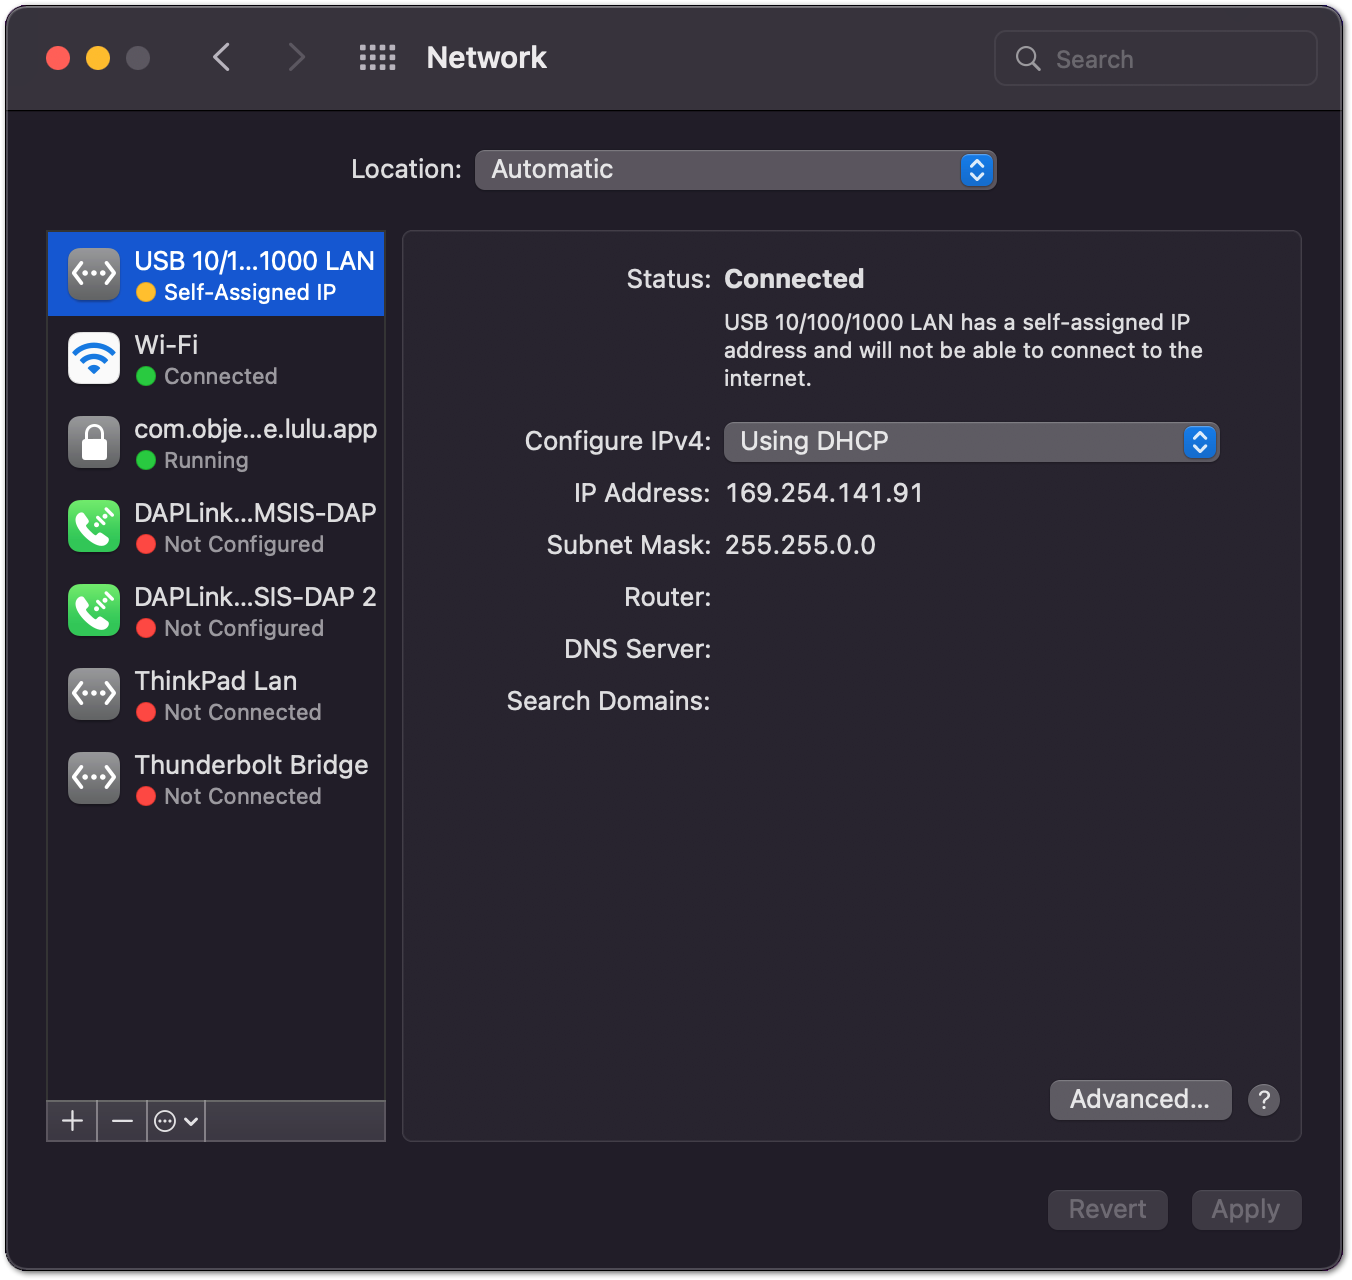 Network
Search
Location: Automatic
USB 10/1...1000 LAN
Self-Assigned IP
Wi-Fi
Connected
com.obje...e.lulu.app
Running
DAPLink...MSIS-DAP
Not Configured
DAPLink...SIS-DAP 2
Not Configured
ThinkPad Lan
Not Connected
Thunderbolt Bridge
Not Connected
Status: Connected
USB 10/100/1000 LAN has a self-assigned IP
address and will not be able to connect to the
internet.
Configure IPv4: Using DHCP
IP Address: 169.254.141.91
Subnet Mask: 255.255.0.0
Router:
DNS Server:
Search Domains:
Advanced... ?
Revert Apply